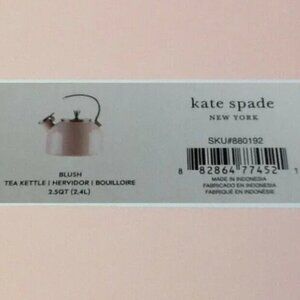 kate spade
NEW YORK
SKU#880192
8 82864 77452 1
MADE IN INDONESIA
FABRICADO EN INDONESIA
FABRIQUÉ EN INDONÉSIE
BLUSH
TEA KETTLE | HERVIDOR | BOUILLOIRE
2.5QT (2.4L)